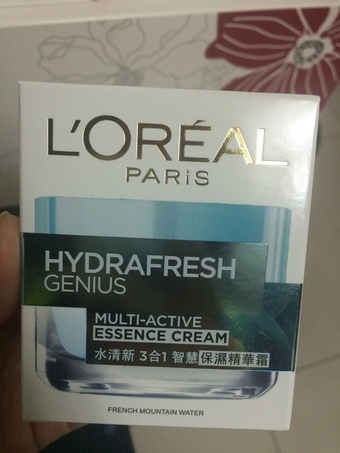 L'ORÉAL
PARiS
HYDRAFRESH
GENIUS
MULTI-ACTIVE
ESSENCE CREAM
水清新 3合1 智慧保濕精華霜
FRENCH MOUNTAIN WATER